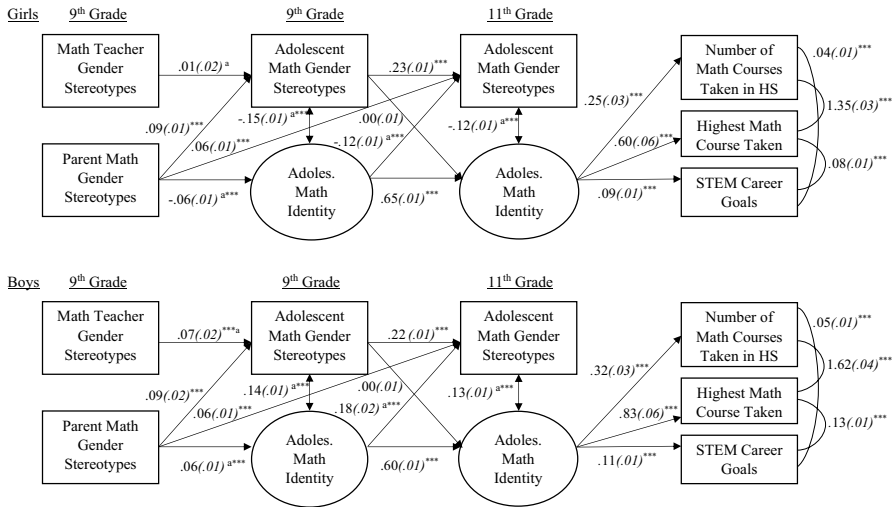 Girls
9th Grade
9th Grade
11th Grade
Math Teacher
Gender
Stereotypes
.01(.02) a
Adolescent
Math Gender
Stereotypes
.23(.01)***
Adolescent
Math Gender
Stereotypes
Number of
Math Courses
Taken in HS
.04(.01)***
.09(.01)***
.06(.01)***
-.15(.01) a***
.00(.01)
-.12(.01) a***
-.12(.01) a***
.25(.03)***
1.35(.03)***
Parent Math
Gender
Stereotypes
-.06(.01) a***
Adoles.
Math
Identity
.65(.01)***
Adoles.
Math
Identity
.60(.06)***
Highest Math
Course Taken
.08(.01)***
.09(.01)***
STEM Career
Goals
Boys
9th Grade
9th Grade
11th Grade
Math Teacher
Gender
Stereotypes
.07(.02)***a
Adolescent
Math Gender
Stereotypes
.22 (.01)***
Adolescent
Math Gender
Stereotypes
Number of
Math Courses
Taken in HS
.05(.01)***
.09(.02)***
.06(.01)***
.14(.01) a***
.00(.01)
.18(.02) a***
.13(.01) a***
.32(.03)***
1.62(.04)***
Parent Math
Gender
Stereotypes
.06(.01) a***
Adoles.
Math
Identity
.60(.01)***
Adoles.
Math
Identity
.83(.06)***
Highest Math
Course Taken
.13(.01)***
.11(.01)***
STEM Career
Goals